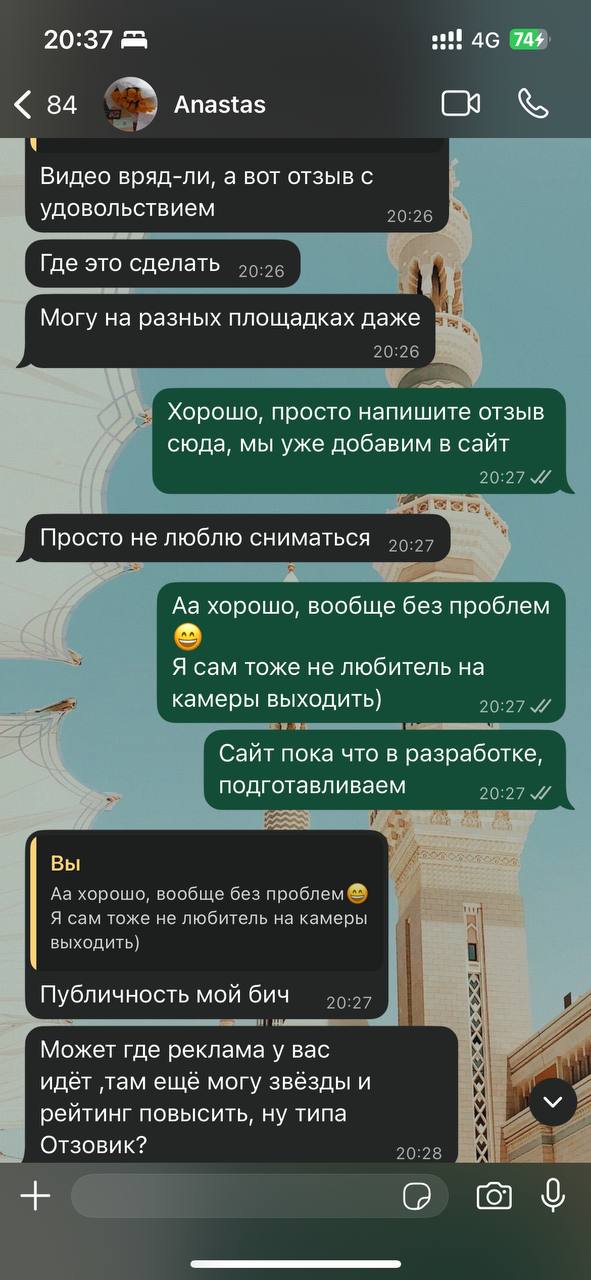 20:37
4G
74
84
Anastas
Видео вряд-ли, а вот отзыв с
удовольствием
20:26
Где это сделать
20:26
Могу на разных площадках даже
20:26
Хорошо, просто напишите отзыв
сюда, мы уже добавим в сайт
20:27
Просто не люблю сниматься
20:27
Аа хорошо, вообще без проблем
😄
Я сам тоже не любитель на
камеры выходить)
20:27
Сайт пока что в разработке,
подготавливаем
20:27
Вы
Аа хорошо, вообще без проблем😄
Я сам тоже не любитель на камеры
выходить)
Публичность мой бич
20:27
Может где реклама у вас
идёт ,там ещё могу звёзды и
рейтинг повысить, ну типа
Отзовик?
20:28